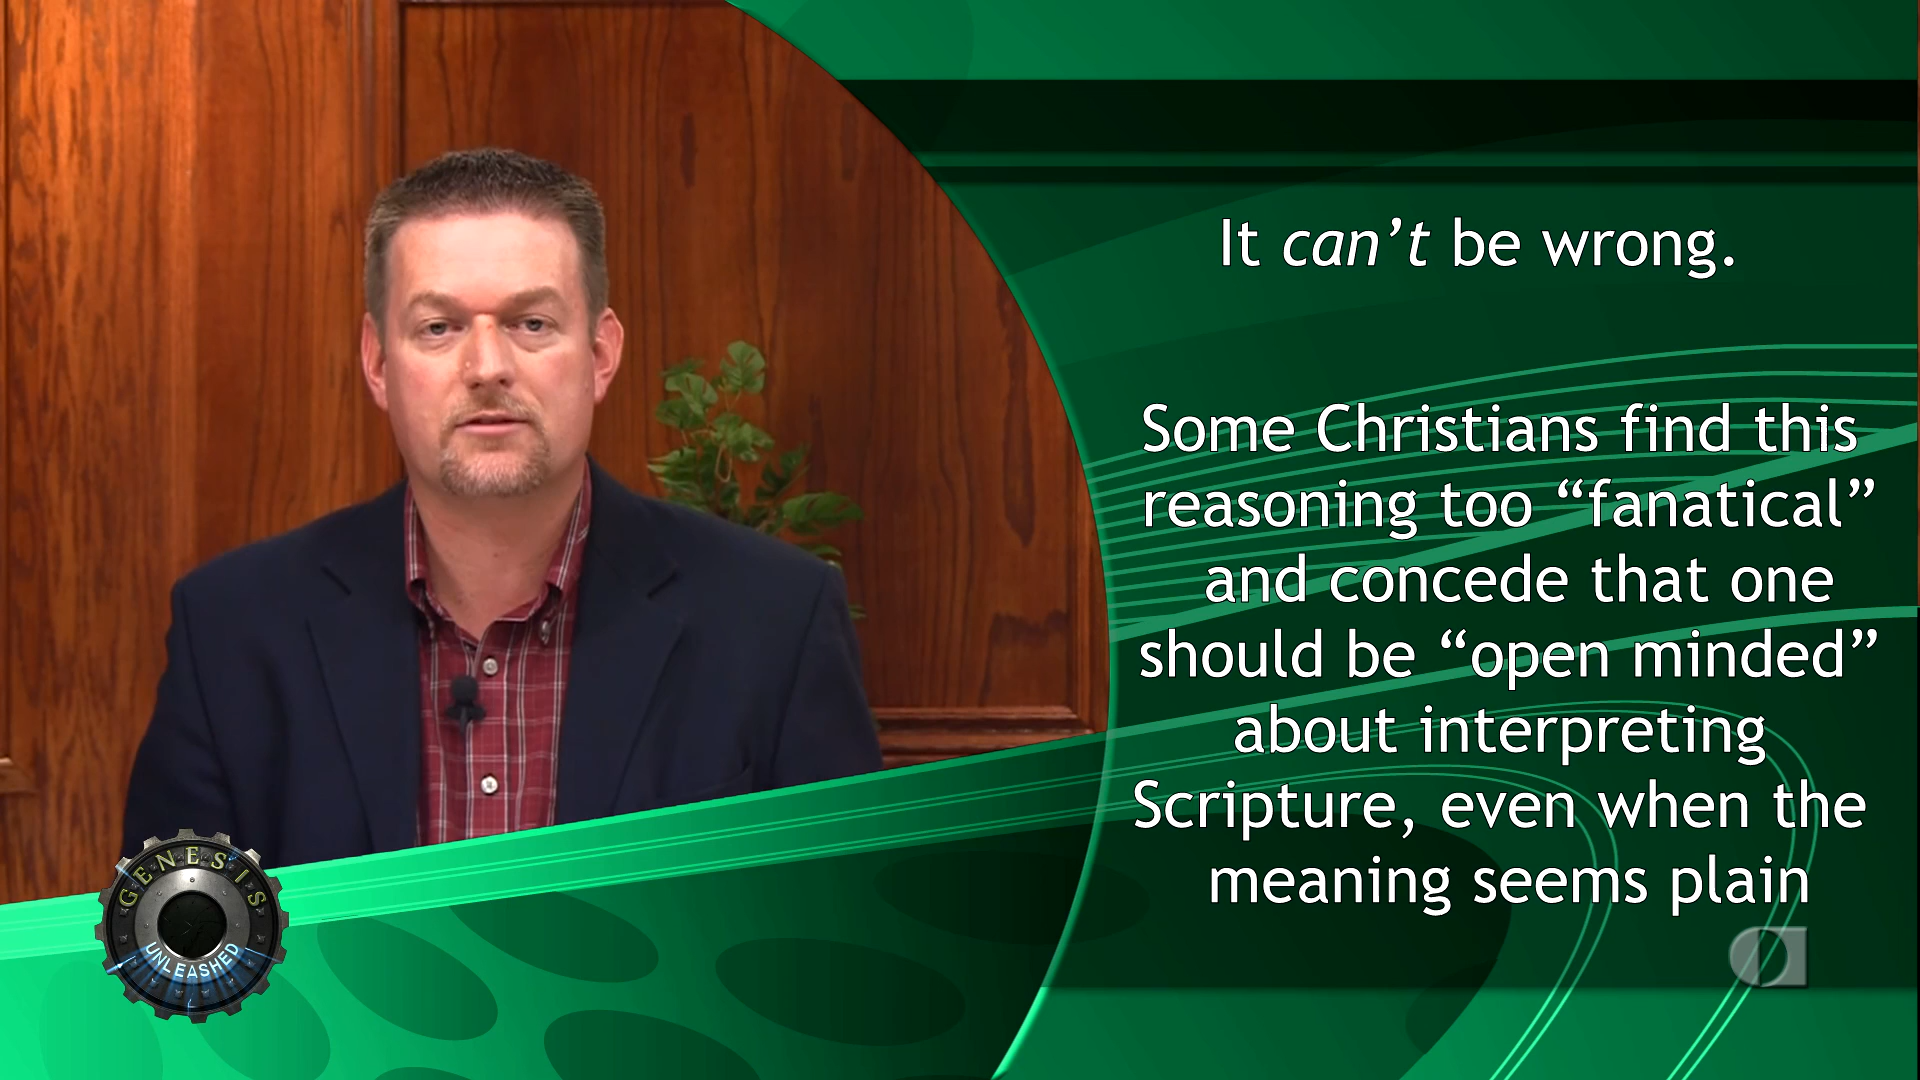 It can’t be wrong.
Some Christians find this
reasoning too “fanatical”
and concede that one
should be “open minded”
about interpreting
Scripture, even when the
meaning seems plain
GENESIS
UNLEASHED
a